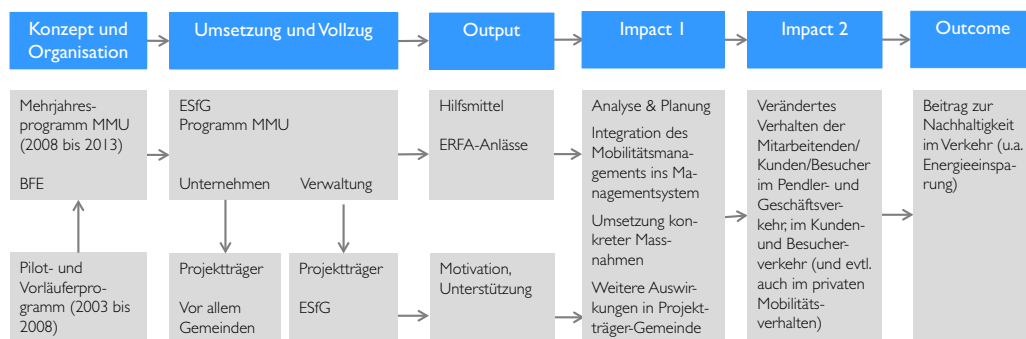 Konzept und
Organisation
Umsetzung und Vollzug
Output
Impact 1
Impact 2
Outcome
Mehrjahres-
programm MMU
(2008 bis 2013)
BFE
ESfG
Programm MMU
Unternehmen
Verwaltung
Hilfsmittel
ERFA-Anlässe
Analyse & Planung
Integration des
Mobilitätsma-
nagements ins Ma-
nagementsystem
Umsetzung kon-
kreter Mass-
nahmen
Weitere Auswir-
kungen in Projekt-
träger-Gemeinde
Verändertes
Verhalten der
Mitarbeitenden/
Kunden/Besucher
im Pendler- und
Geschäftsver-
kehr, im Kunden-
und Besucher-
verkehr (und evtl.
auch im privaten
Mobilitäts-
verhalten)
Beitrag zur
Nachhaltigkeit
im Verkehr (u.a.
Energieeinspa-
rung)
Pilot- und
Vorläuferpro-
gramm (2003 bis
2008)
Projektträger
Vor allem
Gemeinden
Projektträger
ESfG
Motivation,
Unterstützung